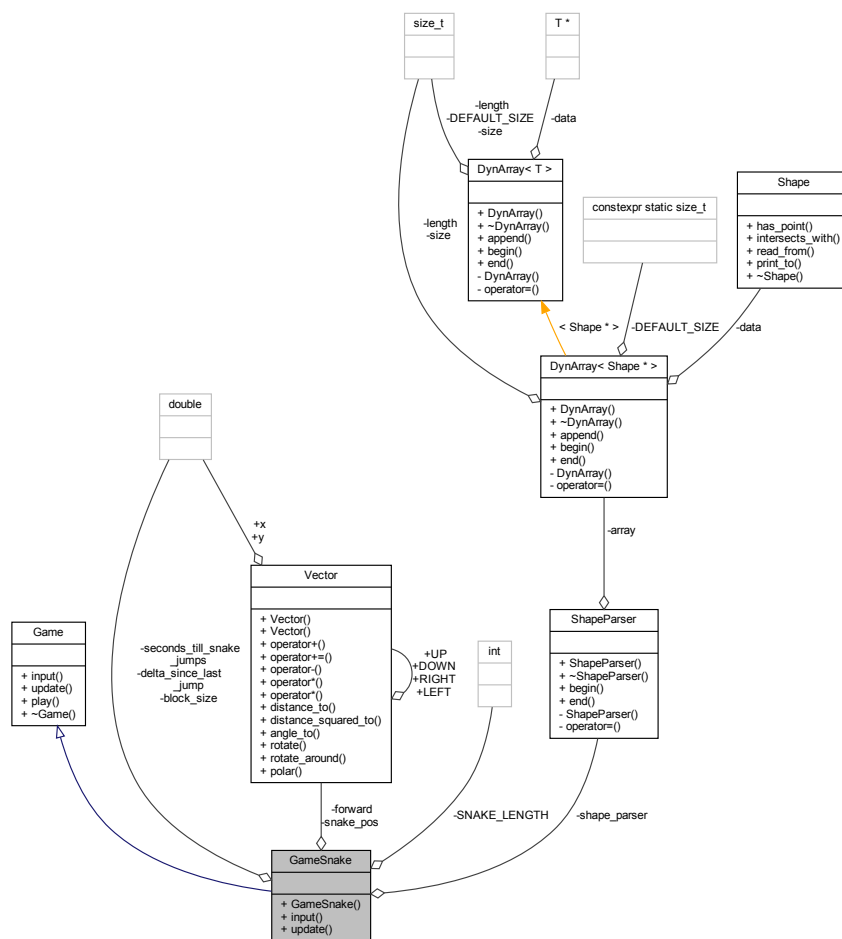 size_t
T *
-length
-DEFAULT_SIZE
-size
-data
DynArray< T >
+ DynArray()
+ ~DynArray()
+ append()
+ begin()
+ end()
- DynArray()
- operator=()
constexpr static size_t
Shape
+ has_point()
+ intersects_with()
+ read_from()
+ print_to()
+ ~Shape()
-length
-size
< Shape * >
-DEFAULT_SIZE
-data
DynArray< Shape * >
+ DynArray()
+ ~DynArray()
+ append()
+ begin()
+ end()
- DynArray()
- operator=()
double
+x
+y
-array
Vector
+ Vector()
+ Vector()
+ operator+()
+ operator+=()
+ operator-()
+ operator*()
+ operator*()
+ distance_to()
+ distance_squared_to()
+ angle_to()
+ rotate()
+ rotate_around()
+ polar()
+UP
+DOWN
+RIGHT
+LEFT
Game
+ input()
+ update()
+ play()
+ ~Game()
-seconds_till_snake
_jumps
-delta_since_last
_jump
-block_size
int
ShapeParser
+ ShapeParser()
+ ~ShapeParser()
+ begin()
+ end()
- ShapeParser()
- operator=()
-forward
-snake_pos
-SNAKE_LENGTH
-shape_parser
GameSnake
+ GameSnake()
+ input()
+ update()